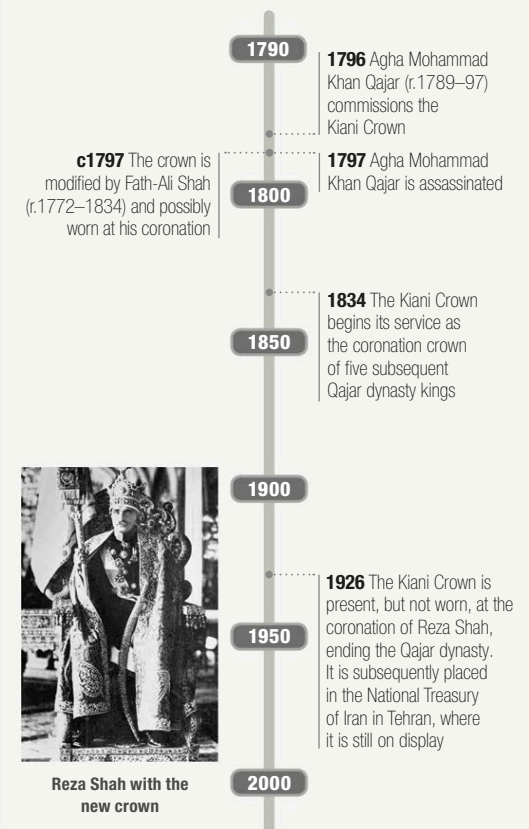 1790
1796 Agha Mohammad
Khan Qajar (r.1789–97)
commissions the
Kiani Crown
c1797 The crown is
modified by Fath-Ali Shah
(r.1772–1834) and possibly
worn at his coronation
1797 Agha Mohammad
Khan Qajar is assassinated
1800
1834 The Kiani Crown
begins its service as
the coronation crown
of five subsequent
Qajar dynasty kings
1850
1900
1926 The Kiani Crown is
present, but not worn, at the
coronation of Reza Shah,
ending the Qajar dynasty.
It is subsequently placed
in the National Treasury
of Iran in Tehran, where
it is still on display
1950
Reza Shah with the
new crown
2000